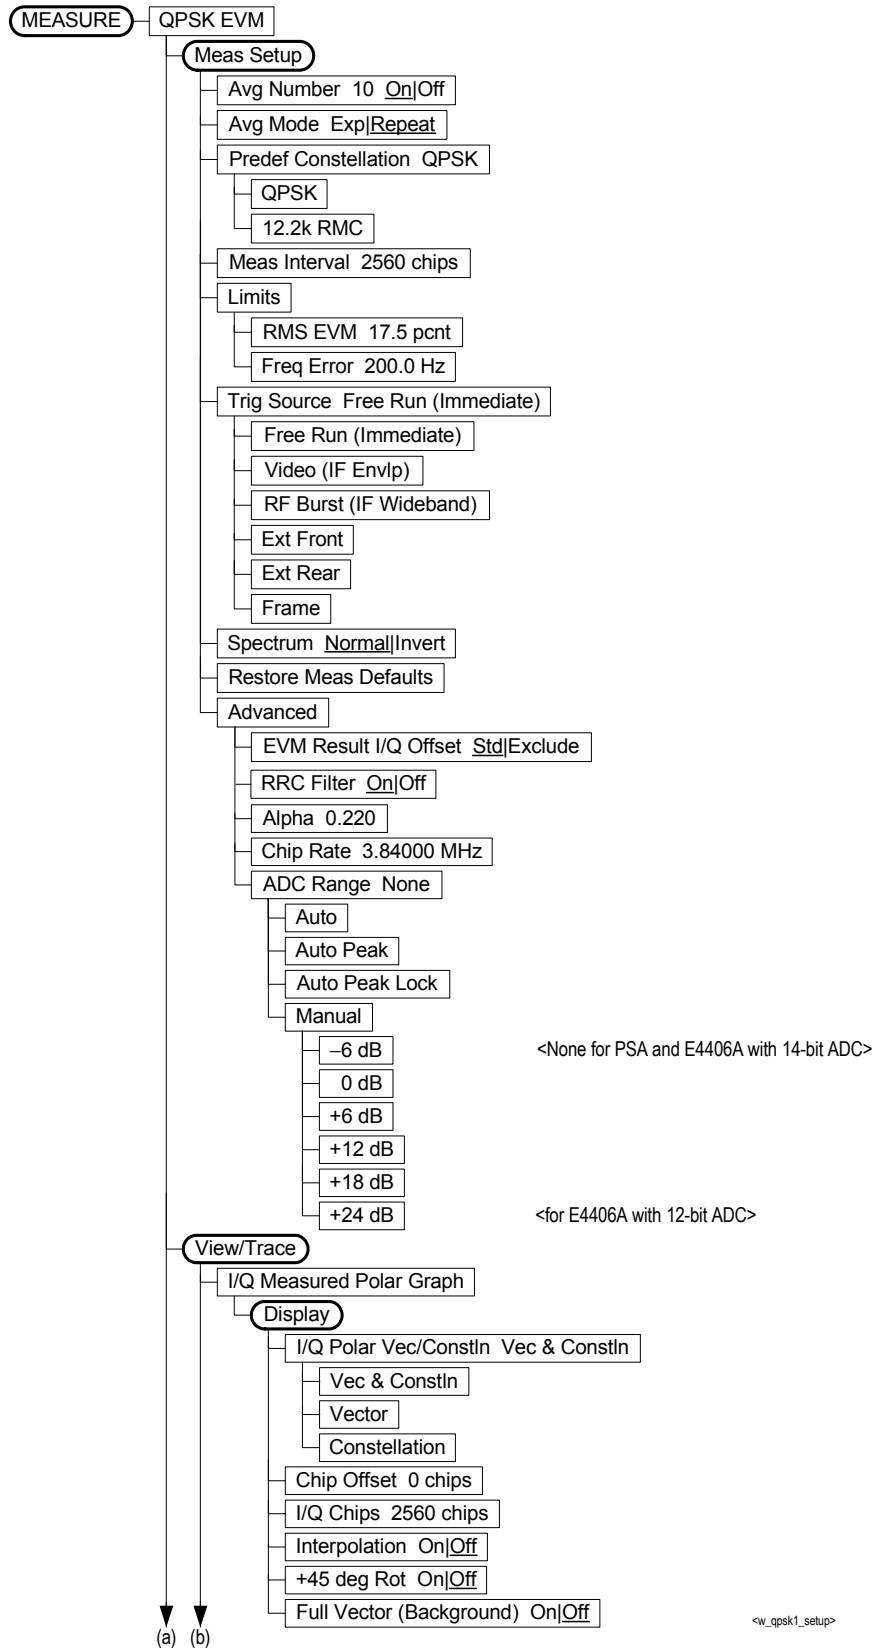 MEASURE QPSK EVM
Meas Setup
Avg Number 10 On|Off
Avg Mode Exp|Repeat
Predef Constellation QPSK
QPSK
12.2k RMC
Meas Interval 2560 chips
Limits
RMS EVM 17.5 pcnt
Freq Error 200.0 Hz
Trig Source Free Run (Immediate)
Free Run (Immediate)
Video (IF Envlp)
RF Burst (IF Wideband)
Ext Front
Ext Rear
Frame
Spectrum Normal|Invert
Restore Meas Defaults
Advanced
EVM Result I/Q Offset Std|Exclude
RRC Filter On|Off
Alpha 0.220
Chip Rate 3.84000 MHz
ADC Range None
Auto
Auto Peak
Auto Peak Lock
Manual
−6 dB <None for PSA and E4406A with 14-bit ADC>
0 dB
+6 dB
+12 dB
+18 dB
+24 dB <for E4406A with 12-bit ADC>
View/Trace
I/Q Measured Polar Graph
Display
I/Q Polar Vec/Constln Vec & Constln
Vec & Constln
Vector
Constellation
Chip Offset 0 chips
I/Q Chips 2560 chips
Interpolation On|Off
+45 deg Rot On|Off
Full Vector (Background) On|Off
<w_qpsk1_setup>
(a) (b)